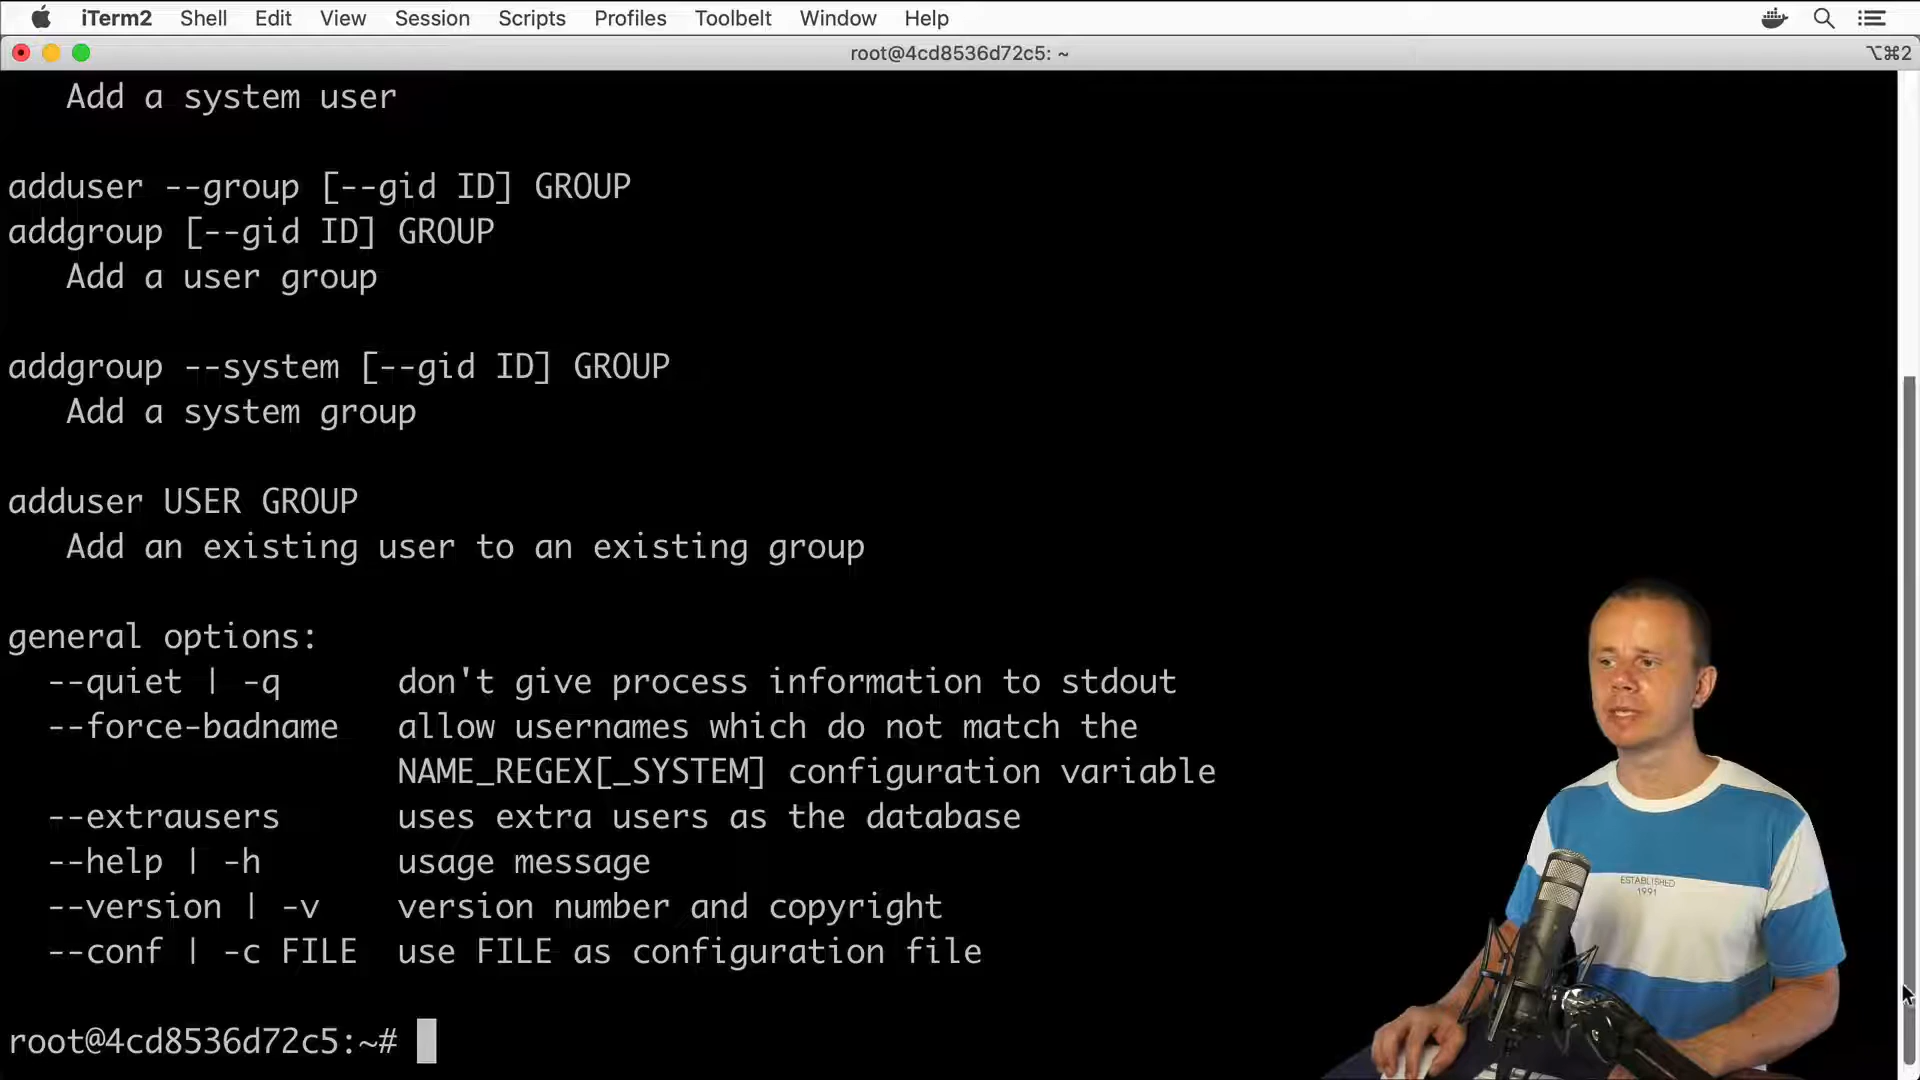 iTerm2 Shell Edit View Session Scripts Profiles Toolbelt Window Help
root@4cd8536d72c5: ~ ⌥⌘2
Add a system user
adduser --group [--gid ID] GROUP
addgroup [--gid ID] GROUP
Add a user group
addgroup --system [--gid ID] GROUP
Add a system group
adduser USER GROUP
Add an existing user to an existing group
general options:
--quiet | -q don't give process information to stdout
--force-badname allow usernames which do not match the
NAME_REGEX[_SYSTEM] configuration variable
--extrausers uses extra users as the database
--help | -h usage message
--version | -v version number and copyright
--conf | -c FILE use FILE as configuration file
root@4cd8536d72c5:~#
ESTABLISHED
1991